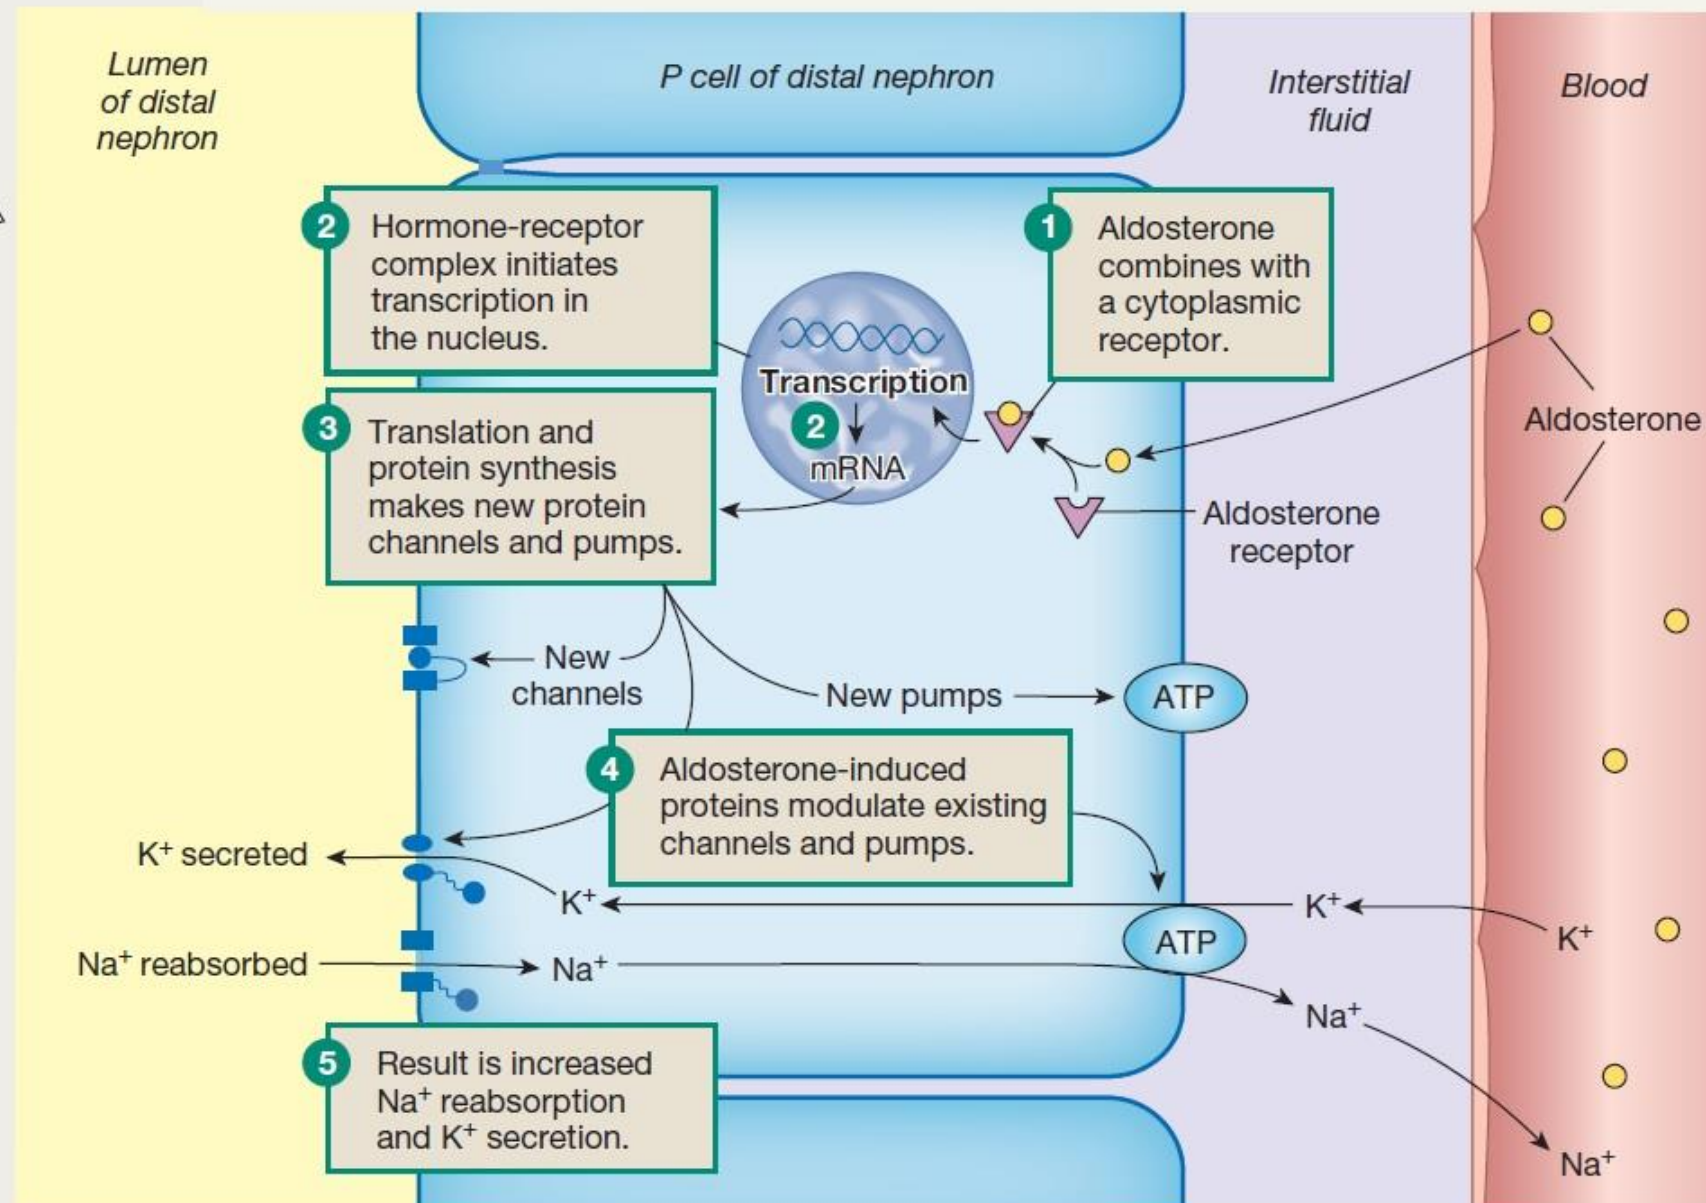 Lumen
of distal
nephron
P cell of distal nephron
Interstitial
fluid
Blood
2 Hormone-receptor
complex initiates
transcription in
the nucleus.
1 Aldosterone
combines with
a cytoplasmic
receptor.
Transcription
2
mRNA
Aldosterone
3 Translation and
protein synthesis
makes new protein
channels and pumps.
Aldosterone
receptor
New
channels
New pumps
ATP
4 Aldosterone-induced
proteins modulate existing
channels and pumps.
K⁺ secreted
K⁺
K⁺
K⁺
ATP
Na⁺ reabsorbed
Na⁺
Na⁺
Na⁺
5 Result is increased
Na⁺ reabsorption
and K⁺ secretion.